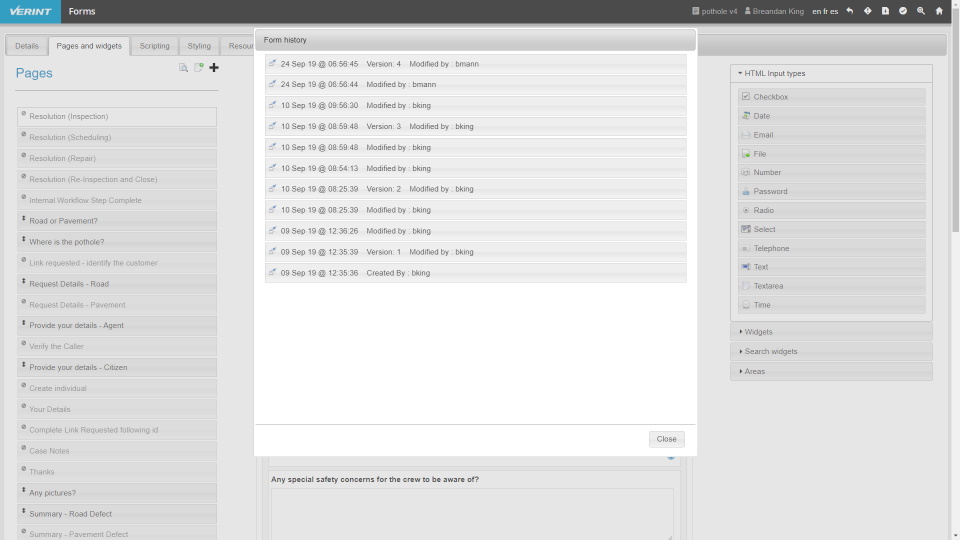 VERINT Forms pothole v4 Breandan King en fr es
Details Pages and widgets Scripting Styling Resour
Form history
24 Sep 19 @ 06:56:45 Version: 4 Modified by : bmann
24 Sep 19 @ 06:56:44 Modified by : bmann
10 Sep 19 @ 09:56:30 Modified by : bking
10 Sep 19 @ 08:59:48 Version: 3 Modified by : bking
10 Sep 19 @ 08:59:48 Modified by : bking
10 Sep 19 @ 08:54:13 Modified by : bking
10 Sep 19 @ 08:25:39 Version: 2 Modified by : bking
10 Sep 19 @ 08:25:39 Modified by : bking
09 Sep 19 @ 12:36:26 Modified by : bking
09 Sep 19 @ 12:35:39 Version: 1 Modified by : bking
09 Sep 19 @ 12:35:36 Created By : bking
Close
Pages
Resolution (Inspection)
Resolution (Scheduling)
Resolution (Repair)
Resolution (Re-Inspection and Close)
Internal Workflow Step Complete
Road or Pavement?
Where is the pothole?
Link requested - identify the customer
Request Details - Road
Request Details - Pavement
Provide your details - Agent
Verify the Caller
Provide your details - Citizen
Create individual
Your Details
Complete Link Requested following id
Case Notes
Thanks
Any pictures?
Summary - Road Defect
Summary - Pavement Defect
Any special safety concerns for the crew to be aware of?
HTML Input types
Checkbox
Date
Email
File
Number
Password
Radio
Select
Telephone
Text
Textarea
Time
Widgets
Search widgets
Areas